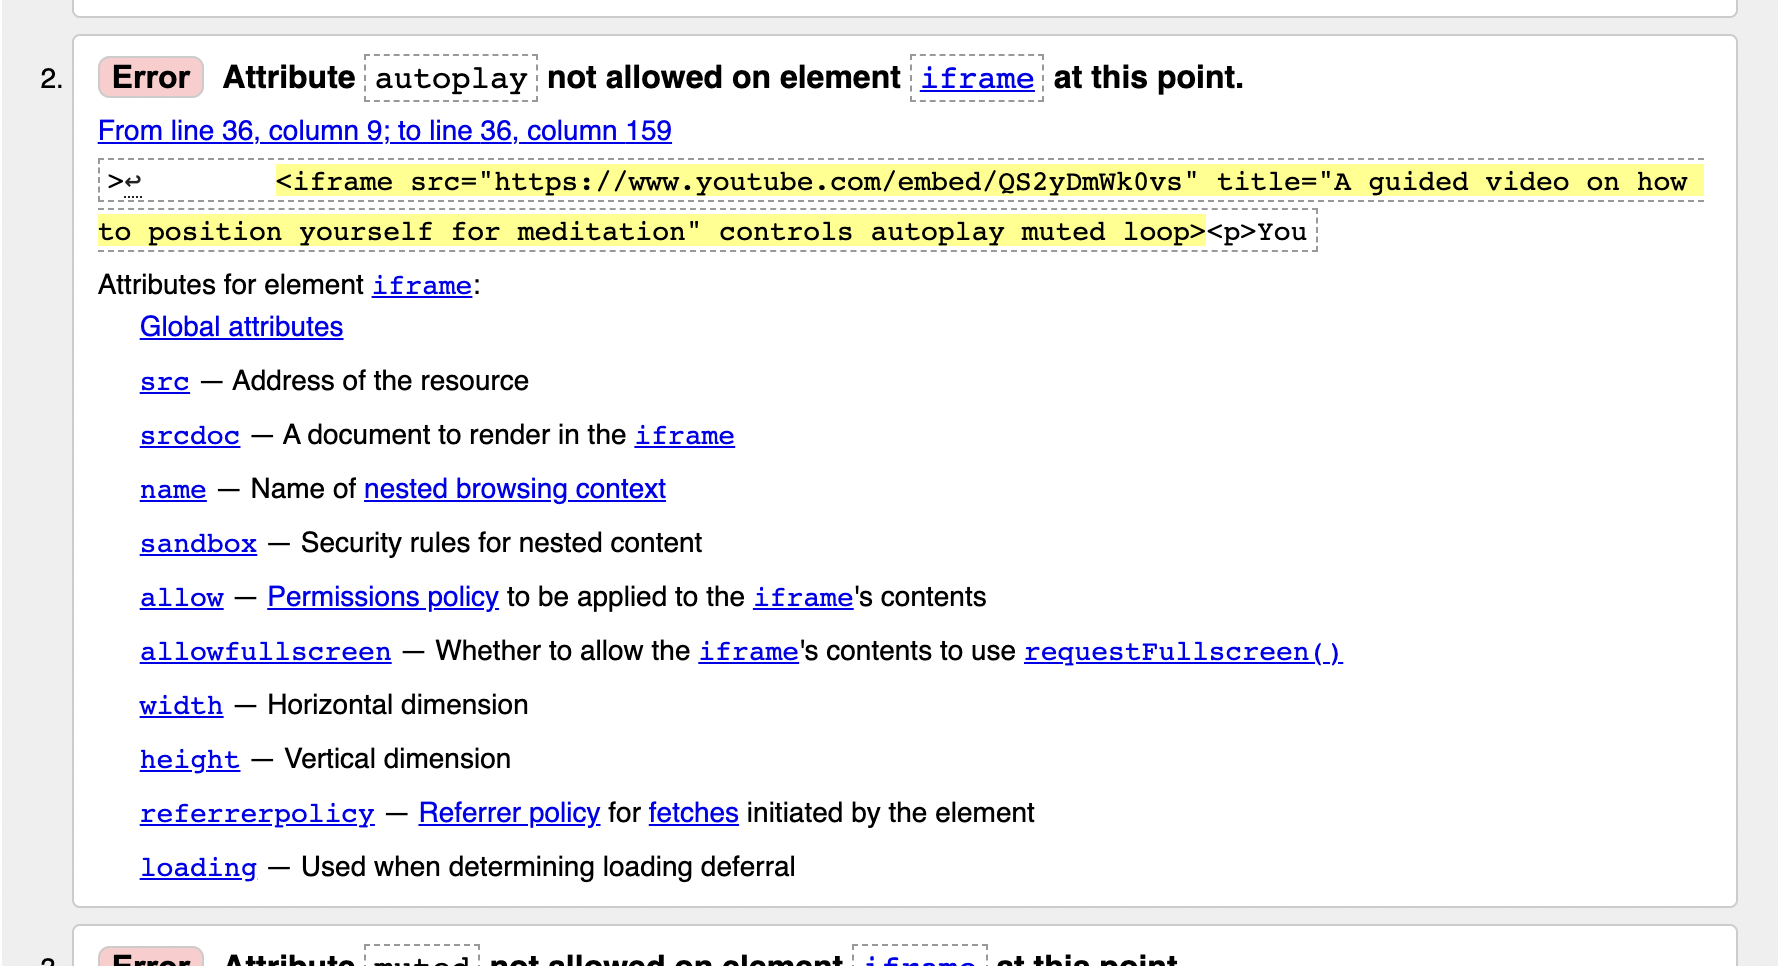 2. Error Attribute autoplay not allowed on element iframe at this point.
From line 36, column 9; to line 36, column 159
>↩ <iframe src="https://www.youtube.com/embed/QS2yDmWk0vs" title="A guided video on how
to position yourself for meditation" controls autoplay muted loop><p>You
Attributes for element iframe:
Global attributes
src — Address of the resource
srcdoc — A document to render in the iframe
name — Name of nested browsing context
sandbox — Security rules for nested content
allow — Permissions policy to be applied to the iframe's contents
allowfullscreen — Whether to allow the iframe's contents to use requestFullscreen()
width — Horizontal dimension
height — Vertical dimension
referrerpolicy — Referrer policy for fetches initiated by the element
loading — Used when determining loading deferral
3. Error Attribute muted not allowed on element iframe at this point.